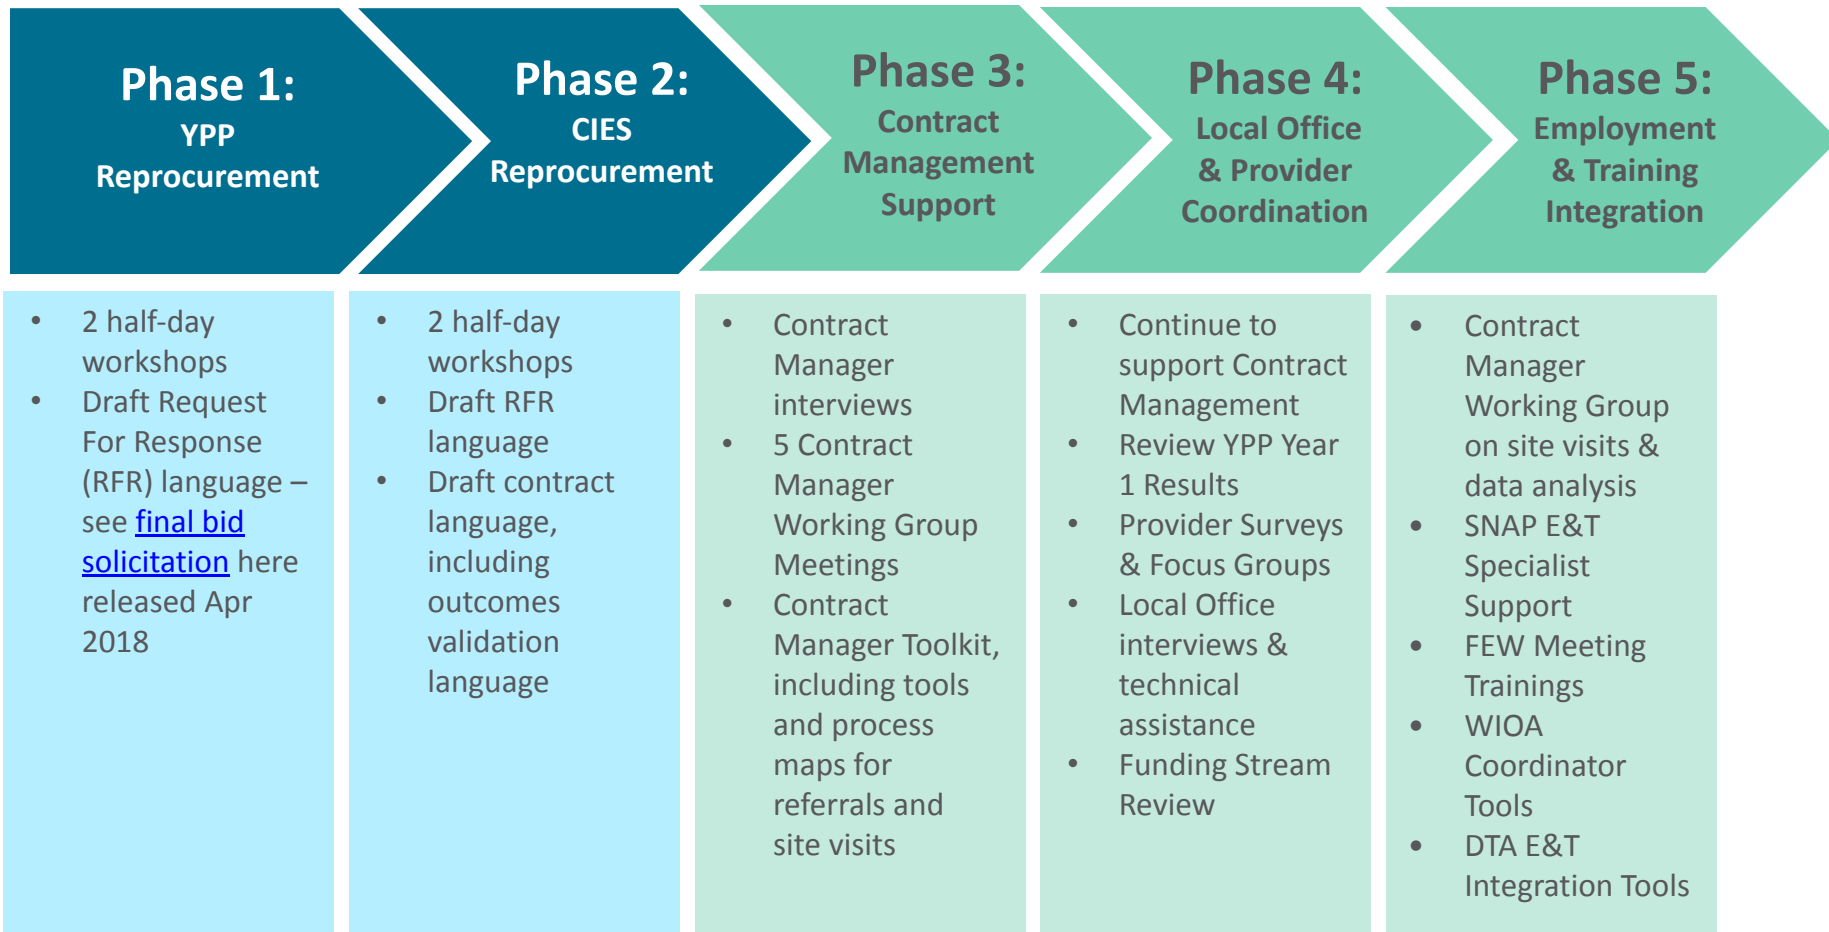 Phase 1:
YPP
Reprocurement
Phase 2:
CIES
Reprocurement
Phase 3:
Contract
Management
Support
Phase 4:
Local Office
& Provider
Coordination
Phase 5:
Employment
& Training
Integration
• 2 half-day
workshops
• Draft Request
For Response
(RFR) language –
see final bid
solicitation here
released Apr
2018
• 2 half-day
workshops
• Draft RFR
language
• Draft contract
language,
including
outcomes
validation
language
• Contract
Manager
interviews
• 5 Contract
Manager
Working Group
Meetings
• Contract
Manager Toolkit,
including tools
and process
maps for
referrals and
site visits
• Continue to
support Contract
Management
• Review YPP Year
1 Results
• Provider Surveys
& Focus Groups
• Local Office
interviews &
technical
assistance
• Funding Stream
Review
• Contract
Manager
Working Group
on site visits &
data analysis
• SNAP E&T
Specialist
Support
• FEW Meeting
Trainings
• WIOA
Coordinator
Tools
• DTA E&T
Integration Tools